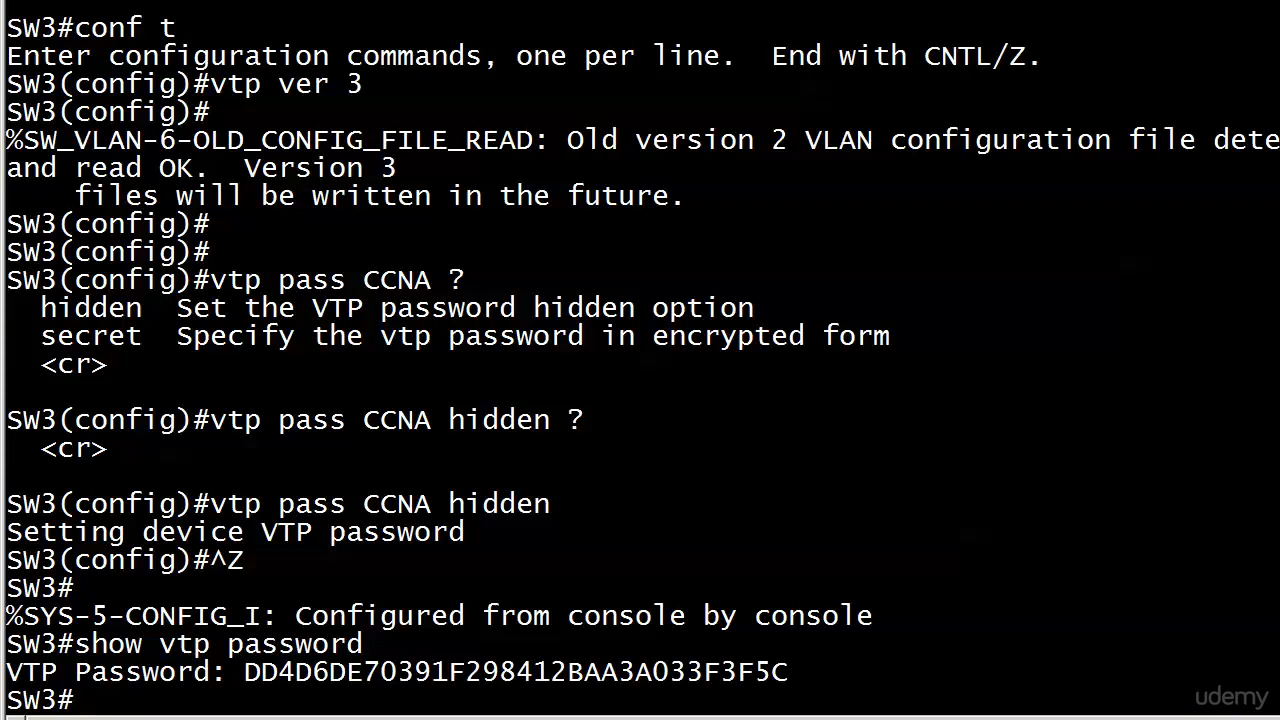 SW3#conf t
Enter configuration commands, one per line.  End with CNTL/Z.
SW3(config)#vtp ver 3
SW3(config)#
%SW_VLAN-6-OLD_CONFIG_FILE_READ: Old version 2 VLAN configuration file dete
and read OK.  Version 3
    files will be written in the future.
SW3(config)#
SW3(config)#
SW3(config)#vtp pass CCNA ?
  hidden  Set the VTP password hidden option
  secret  Specify the vtp password in encrypted form
  <cr>
SW3(config)#vtp pass CCNA hidden ?
  <cr>
SW3(config)#vtp pass CCNA hidden
Setting device VTP password
SW3(config)#^Z
SW3#
%SYS-5-CONFIG_I: Configured from console by console
SW3#show vtp password
VTP Password: DD4D6DE70391F298412BAA3A033F3F5C
SW3#
udemy